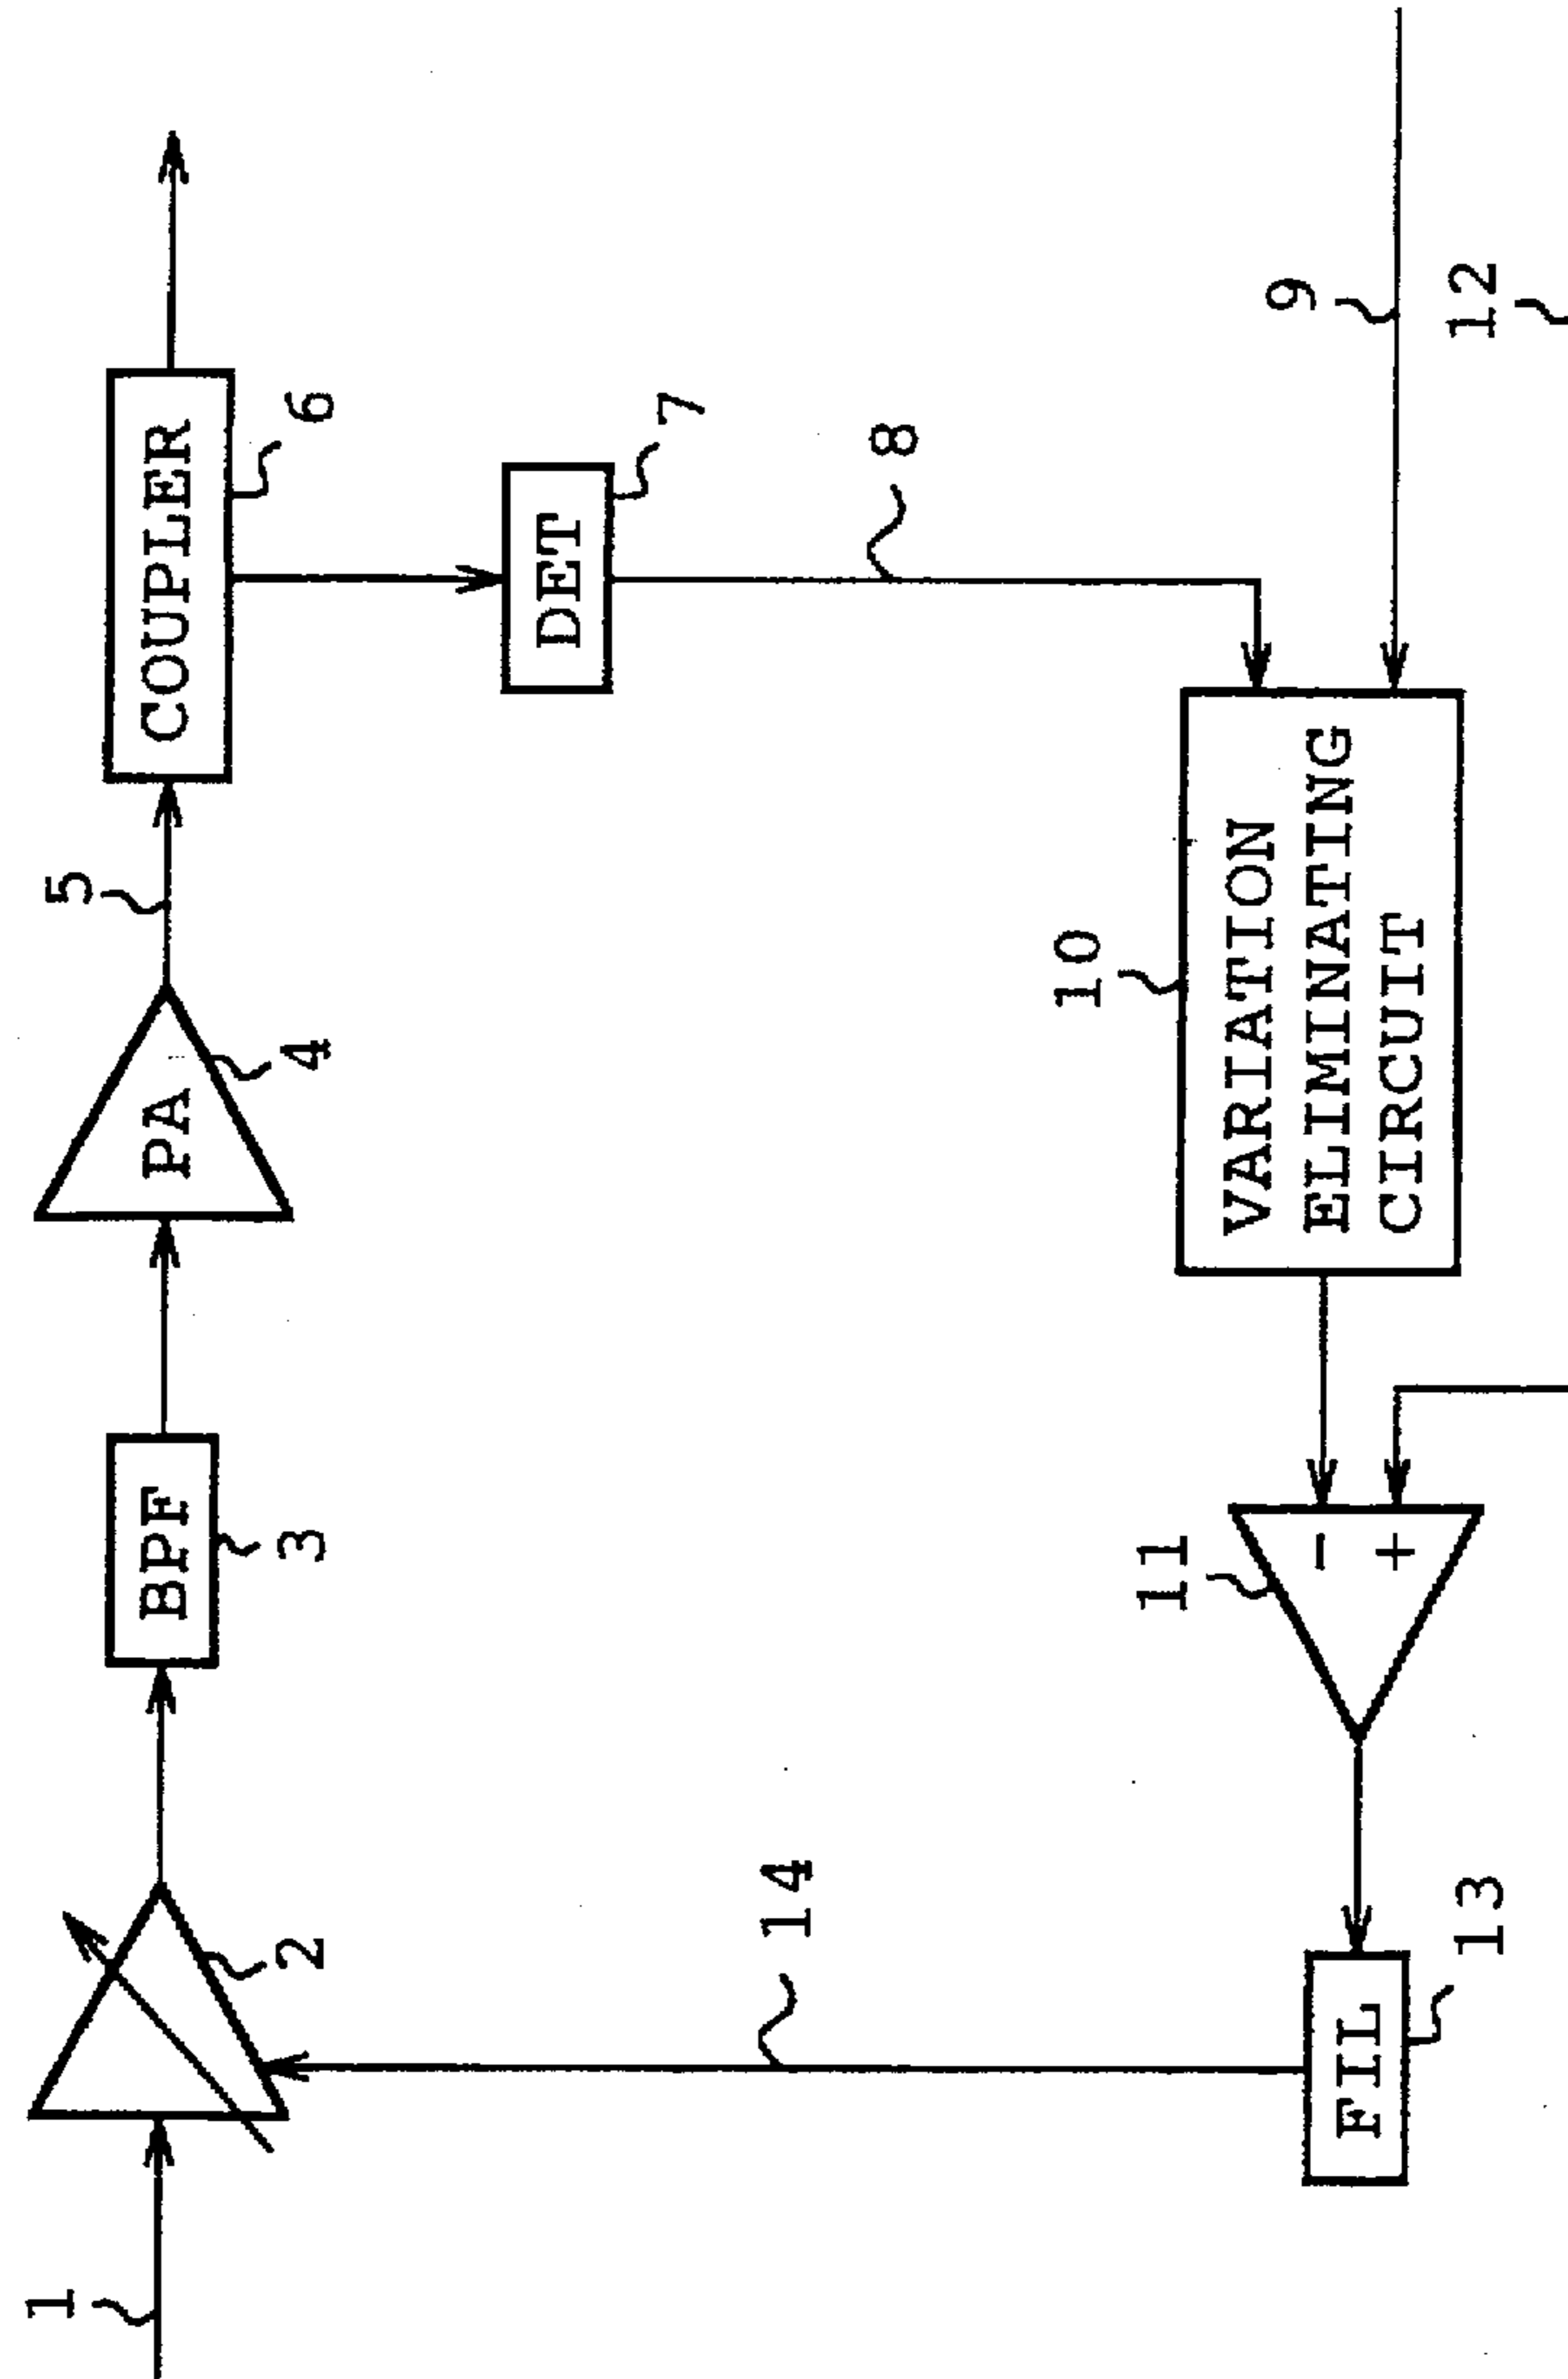 1
2
BPF
3
PA
4
5
COUPLER
6
DET
7
8
14
9
12
10
VARIATION
ELIMINATING
CIRCUIT
11
-
+
FIL
13